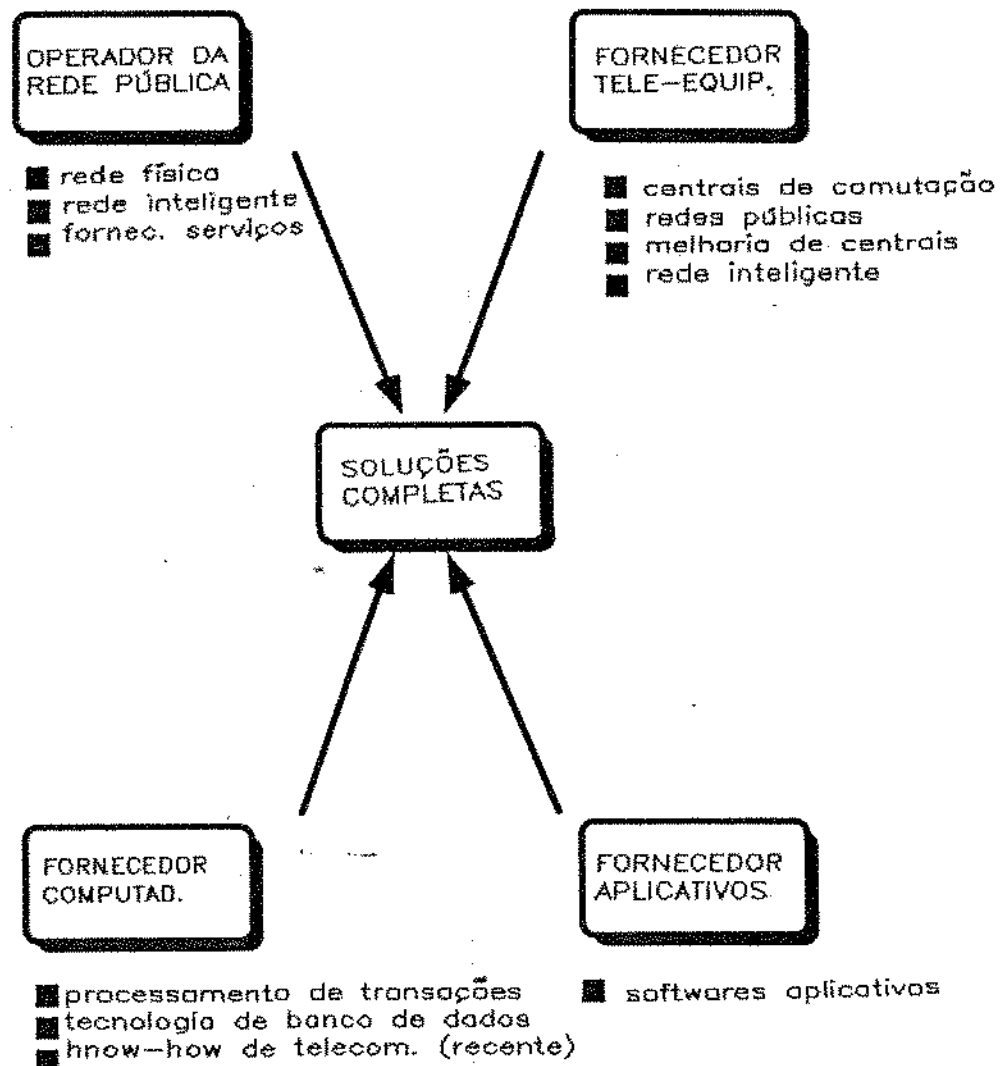 OPERADOR DA
REDE PÚBLICA
rede física
rede inteligente
fornec. serviços
FORNECEDOR
TELE-EQUIP.
centrais de comutação
redes públicas
melhoria de centrais
rede inteligente
SOLUÇÕES
COMPLETAS
FORNECEDOR
COMPUTAD.
processamento de transações
tecnologia de banco de dados
hnow-how de telecom. (recente)
FORNECEDOR
APLICATIVOS
softwares aplicativos